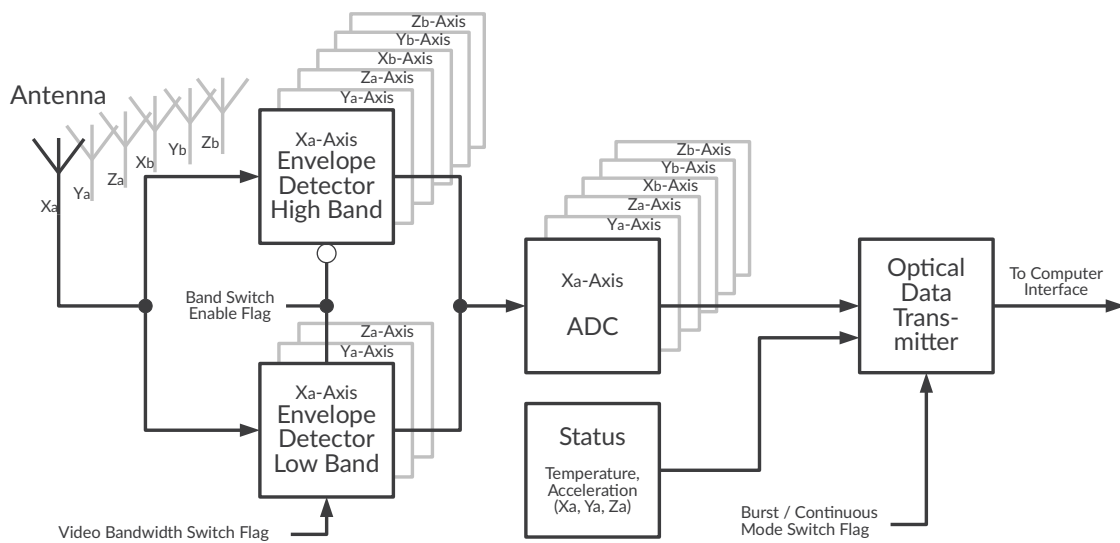 Antenna
Xa
Ya
Za
Xb
Yb
Zb
Zb-Axis
Yb-Axis
Xb-Axis
Za-Axis
Ya-Axis
Xa-Axis
Envelope
Detector
High Band
Band Switch
Enable Flag
Za-Axis
Ya-Axis
Xa-Axis
Envelope
Detector
Low Band
Video Bandwidth Switch Flag
Zb-Axis
Yb-Axis
Xb-Axis
Za-Axis
Ya-Axis
Xa-Axis
ADC
Status
Temperature,
Acceleration
(Xa, Ya, Za)
Optical
Data
Trans-
mitter
To Computer
Interface
Burst / Continuous
Mode Switch Flag